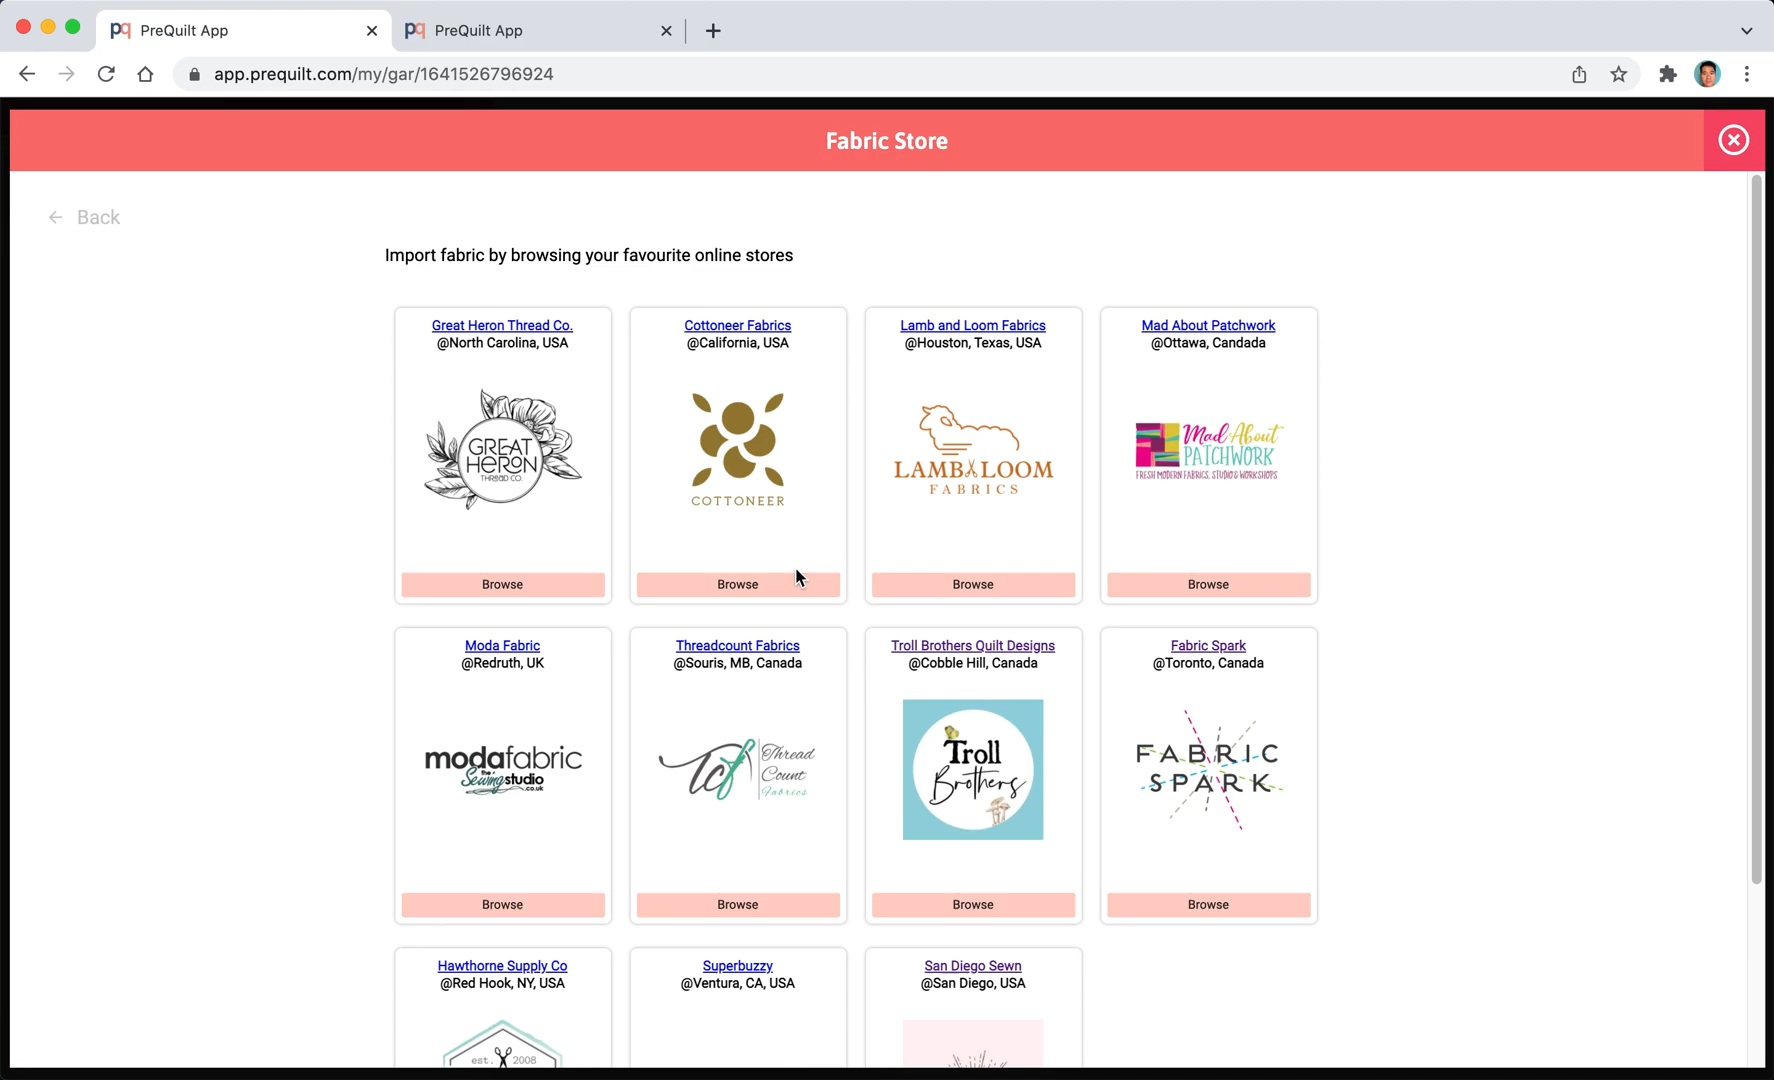 PreQuilt App
PreQuilt App
app.prequilt.com/my/gar/1641526796924
Fabric Store
Back
Import fabric by browsing your favourite online stores
Great Heron Thread Co.
@North Carolina, USA
GREAT
HERON
THREAD CO.
Browse
Cottoneer Fabrics
@California, USA
COTTONEER
Browse
Lamb and Loom Fabrics
@Houston, Texas, USA
LAMB LOOM
FABRICS
Browse
Mad About Patchwork
@Ottawa, Candada
Mad About
PATCHWORK
FRESH MODERN FABRICS, STUDIO & WORKSHOPS
Browse
Moda Fabric
@Redruth, UK
modafabric
the Sewing studio
.co.uk
Browse
Threadcount Fabrics
@Souris, MB, Canada
Tcf
Thread
Count
Fabrics
Browse
Troll Brothers Quilt Designs
@Cobble Hill, Canada
Troll
Brothers
Browse
Fabric Spark
@Toronto, Canada
FABRIC
SPARK
Browse
Hawthorne Supply Co
@Red Hook, NY, USA
est. 2008
Superbuzzy
@Ventura, CA, USA
San Diego Sewn
@San Diego, USA